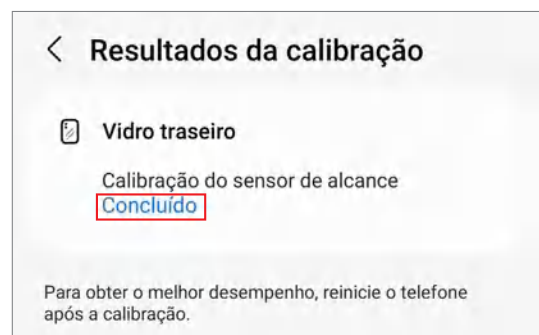 Resultados da calibração
Vidro traseiro
Calibração do sensor de alcance
Concluído
Para obter o melhor desempenho, reinicie o telefone
após a calibração.